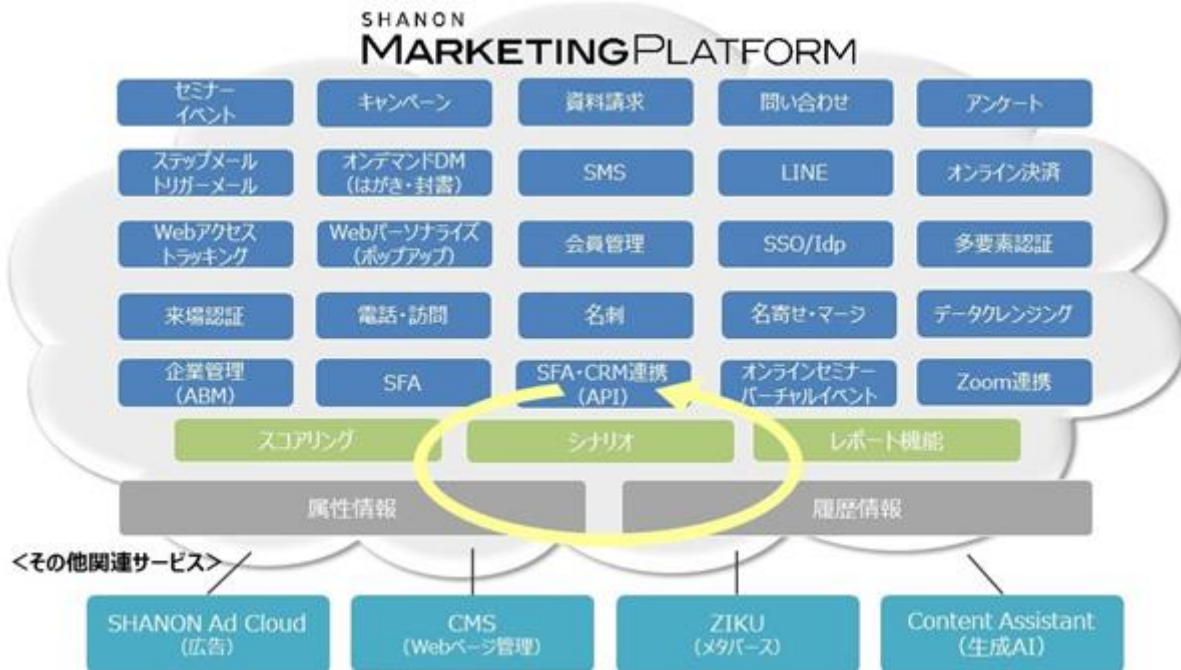 SHANON
MARKETINGPLATFORM
セミナー
イベント
キャンペーン
資料請求
問い合わせ
アンケート
ステップメール
トリガーメール
オンデマンドDM
(はがき・封書)
SMS
LINE
オンライン決済
Webアクセス
トラッキング
Webパーソナライズ
(ポップアップ)
会員管理
SSO/Idp
多要素認証
来場認証
電話・訪問
名刺
名寄せ・マージ
データクレンジング
企業管理
(ABM)
SFA
SFA・CRM連携
(API)
オンラインセミナー
バーチャルイベント
Zoom連携
スコアリング
シナリオ
レポート機能
属性情報
履歴情報
<その他関連サービス>
SHANON Ad Cloud
(広告)
CMS
(Webページ管理)
ZIKU
(メタバース)
Content Assistant
(生成AI)